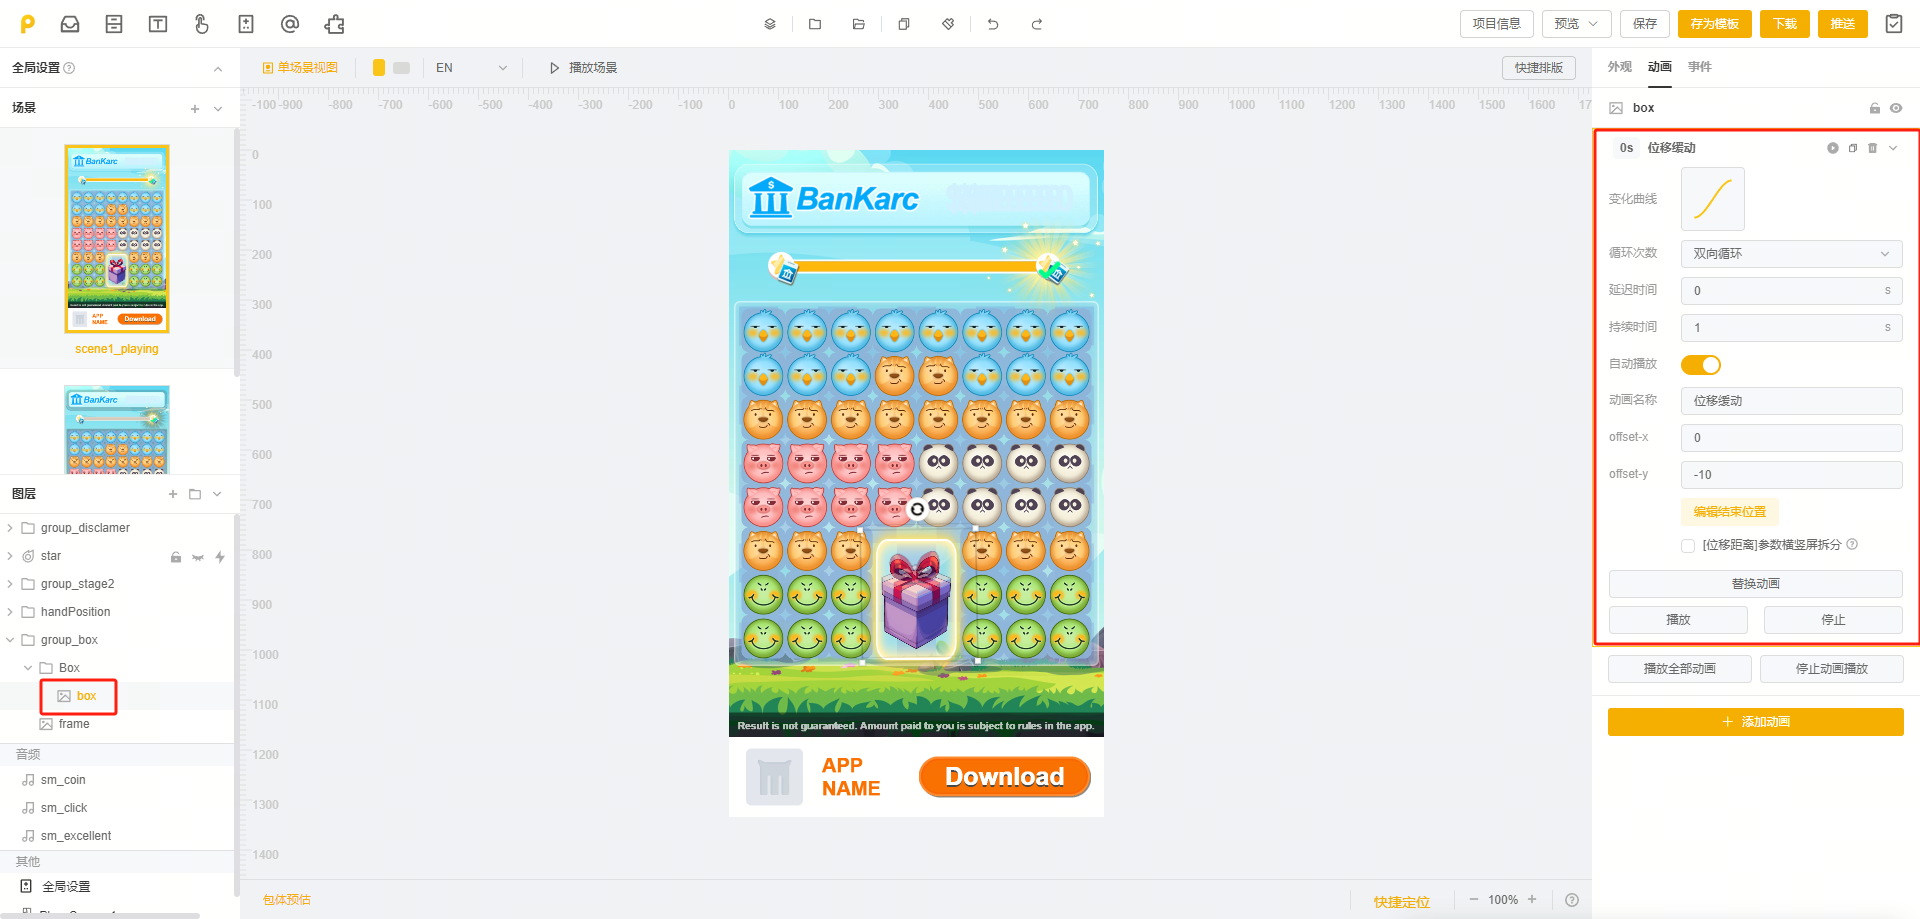 P
项目信息
预览
保存
存为模板
下载
推送
全局设置
场景
BanKarc
Download
APP
NAME
scene1_playing
BanKarc
图层
group_disclamer
star
group_stage2
handPosition
group_box
Box
box
frame
音频
sm_coin
sm_click
sm_excellent
其他
全局设置
单场景视图
EN
播放场景
快捷排版
-100 -900 -800 -700 -600 -500 -400 -300 -200 -100 0 100 200 300 400 500 600 700 800 900 1000 1100 1200 1300 1400 1500 1600 17
0
100
200
300
400
500
600
700
800
900
1000
1100
1200
1300
1400
BanKarc
Result is not guaranteed. Amount paid to you is subject to rules in the app.
APP
NAME
Download
包体预估
快捷定位
100%
外观 动画 事件
box
0s 位移缓动
变化曲线
循环次数 双向循环
延迟时间 0 s
持续时间 1 s
自动播放
动画名称 位移缓动
offset-x 0
offset-y -10
编辑结束位置
[位移距离]参数横竖屏拆分
替换动画
播放 停止
播放全部动画 停止动画播放
添加动画